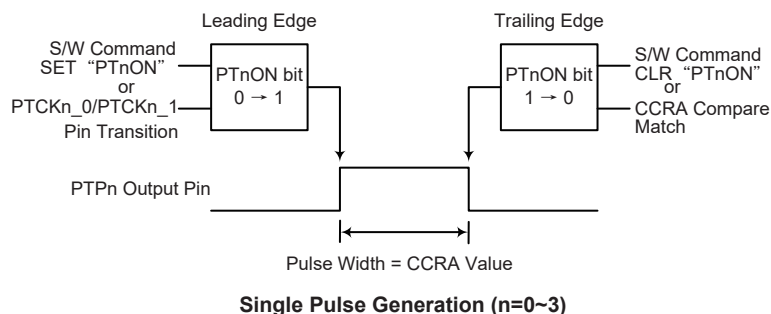 Leading Edge
S/W Command
SET “PTnON”
or
PTCKn_0/PTCKn_1
Pin Transition
PTnON bit
0 → 1
Trailing Edge
PTnON bit
1 → 0
S/W Command
CLR “PTnON”
or
CCRA Compare
Match
PTPn Output Pin
Pulse Width = CCRA Value
Single Pulse Generation (n=0~3)